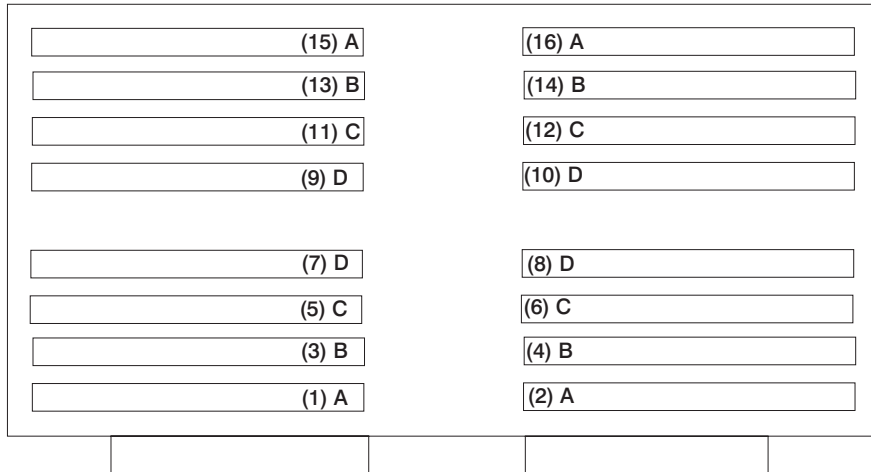 (15) A (16) A
(13) B (14) B
(11) C (12) C
(9) D (10) D
(7) D (8) D
(5) C (6) C
(3) B (4) B
(1) A (2) A